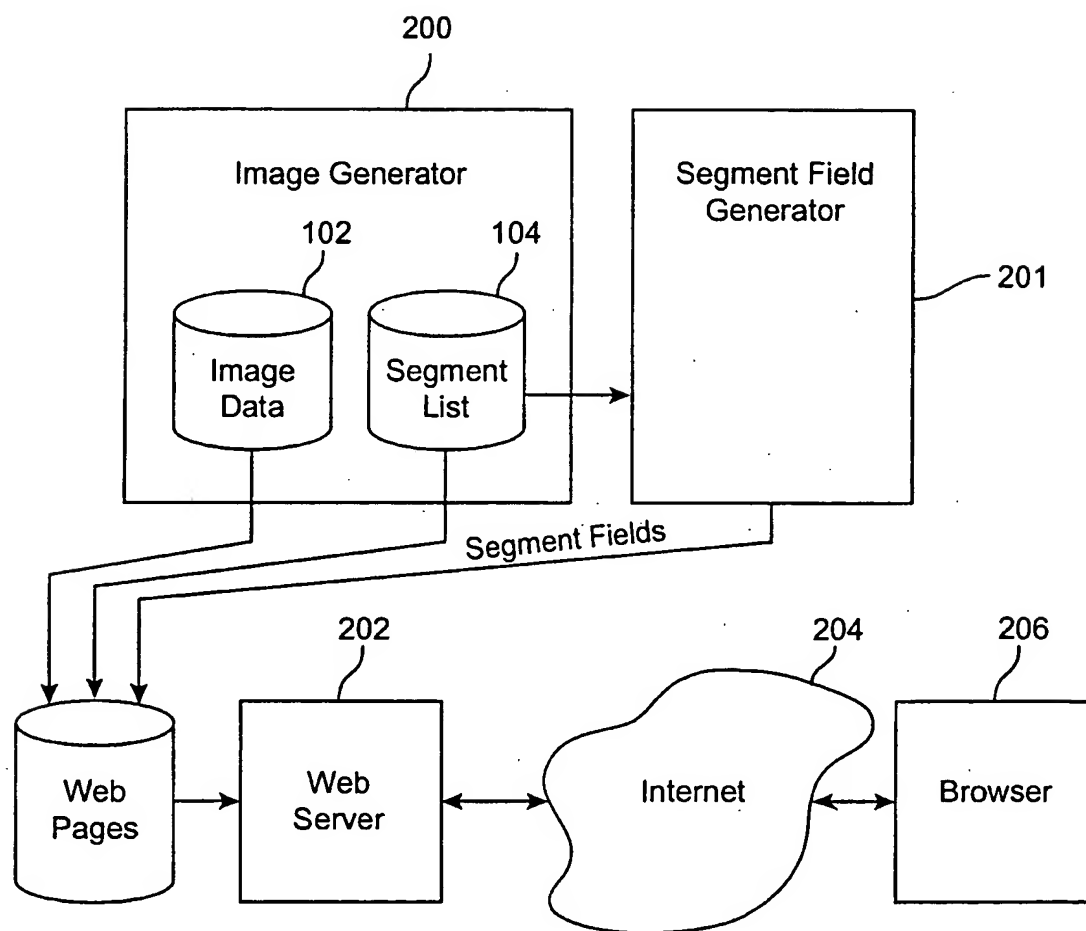 200
Image Generator
Segment Field
Generator
102
104
201
Image
Data
Segment
List
Segment Fields
202
204
206
Web
Pages
Web
Server
Internet
Browser